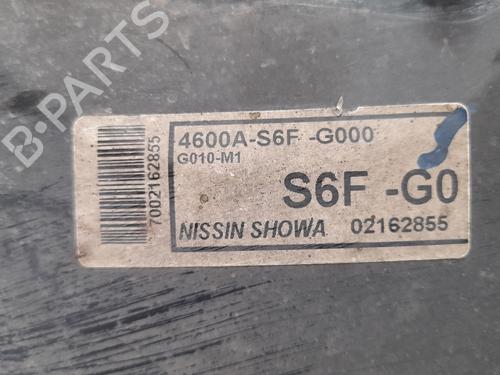 B-PARTS
4600A-S6F -G000
G010-M1
S6F -G0
NISSIN SHOWA 02162855
7002162855